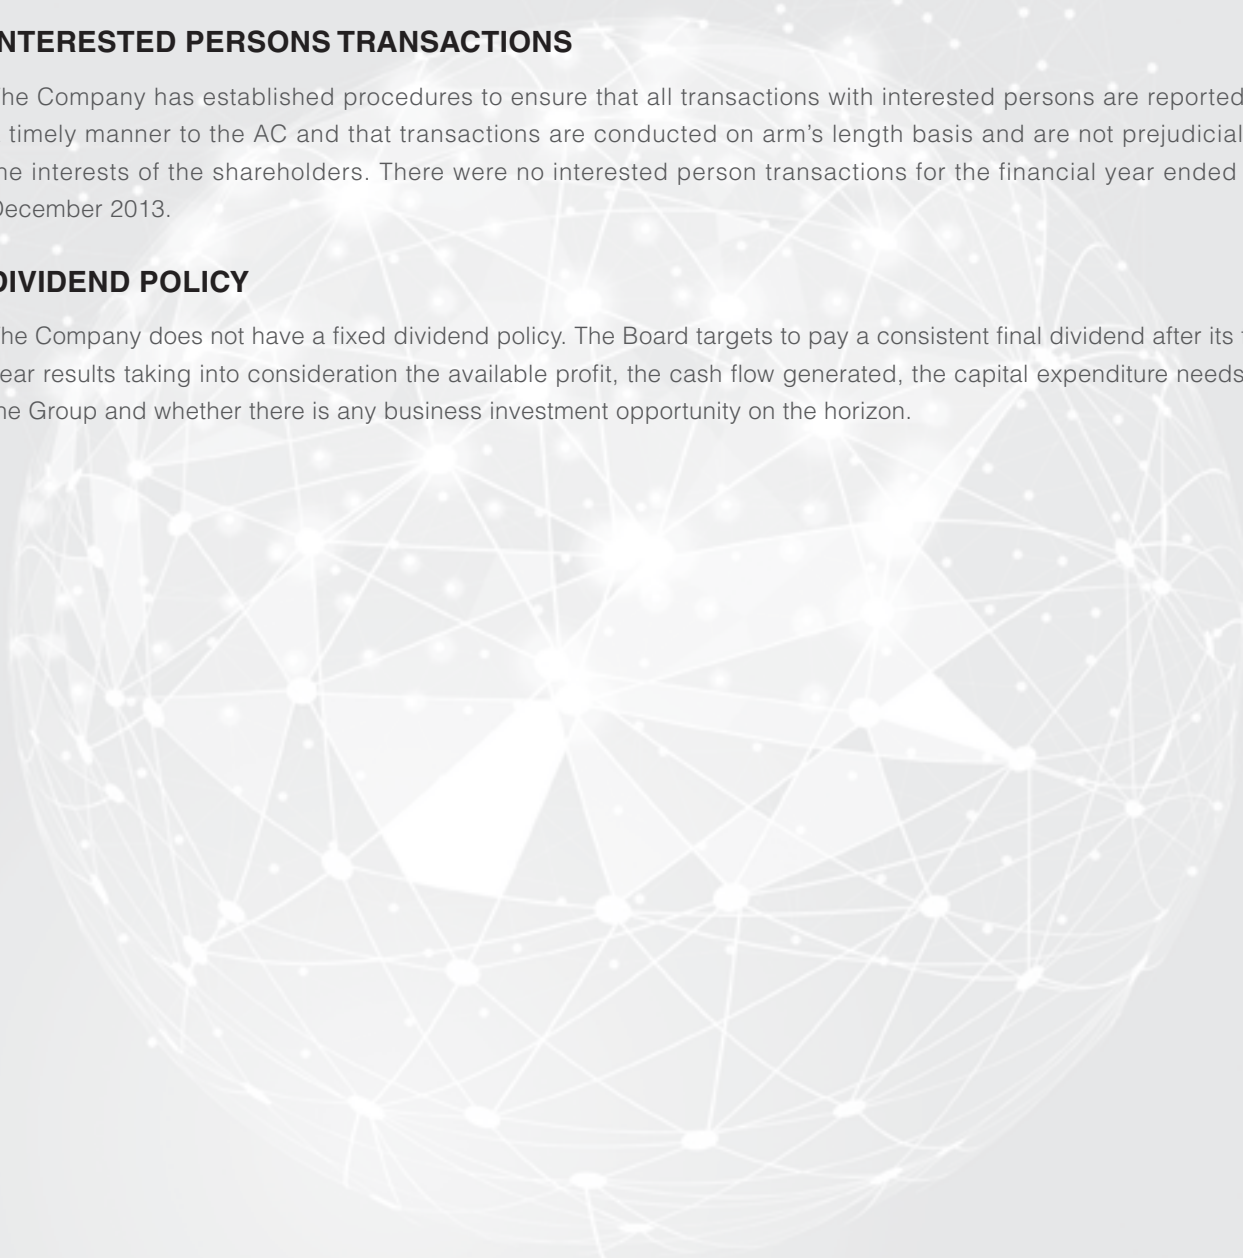 NTERESTED PERSONS TRANSACTIONS
he Company has established procedures to ensure that all transactions with interested persons are reported
timely manner to the AC and that transactions are conducted on arm's length basis and are not prejudicial
he interests of the shareholders. There were no interested person transactions for the financial year ended
December 2013.
DIVIDEND POLICY
he Company does not have a fixed dividend policy. The Board targets to pay a consistent final dividend after its
ear results taking into consideration the available profit, the cash flow generated, the capital expenditure needs
he Group and whether there is any business investment opportunity on the horizon.